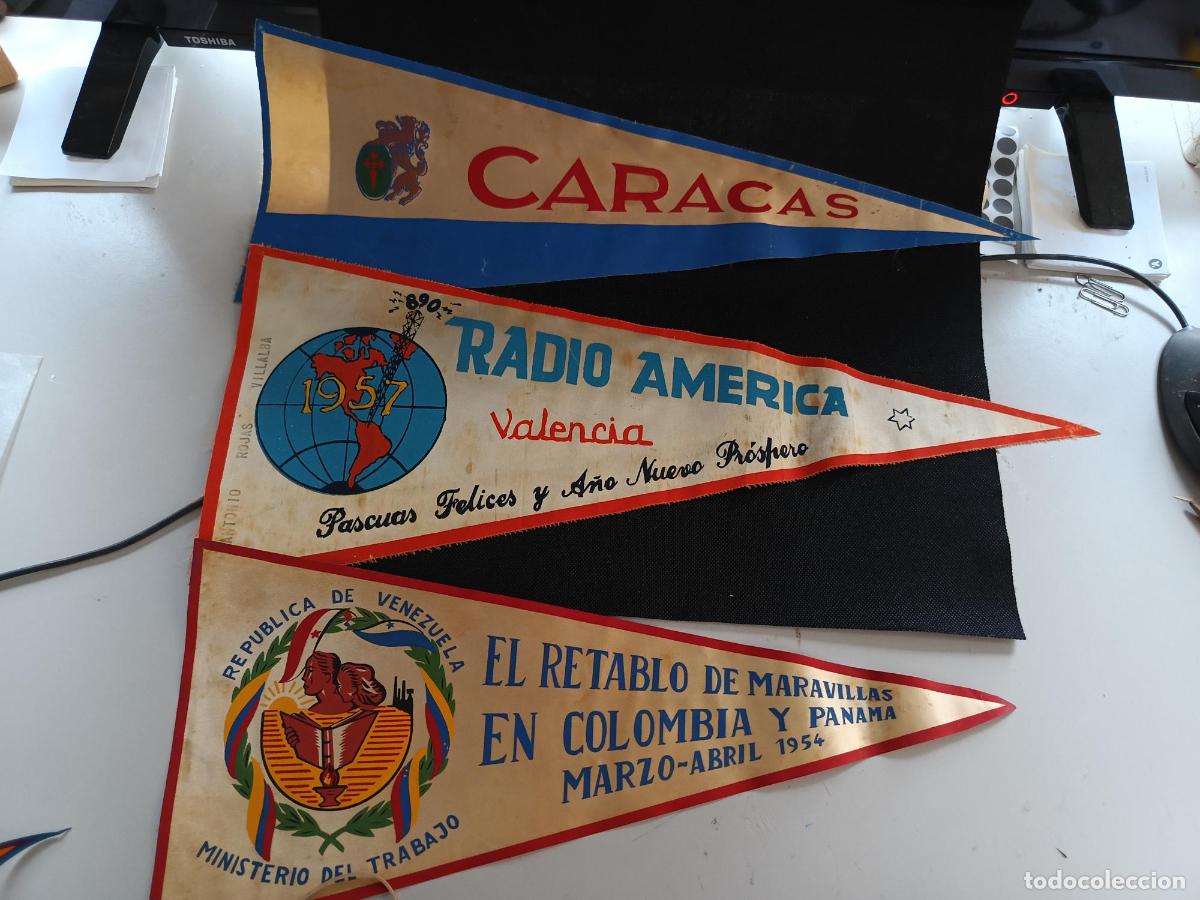 TOSHIBA
CARACAS
890
1957
RADIO AMERICA
Valencia
Pascuas Felices y Año Nuevo Próspero
ANTONIO ROJAS VILLALBA
REPUBLICA DE VENEZUELA
MINISTERIO DEL TRABAJO
EL RETABLO DE MARAVILLAS
EN COLOMBIA Y PANAMA
MARZO-ABRIL 1954
todocoleccion